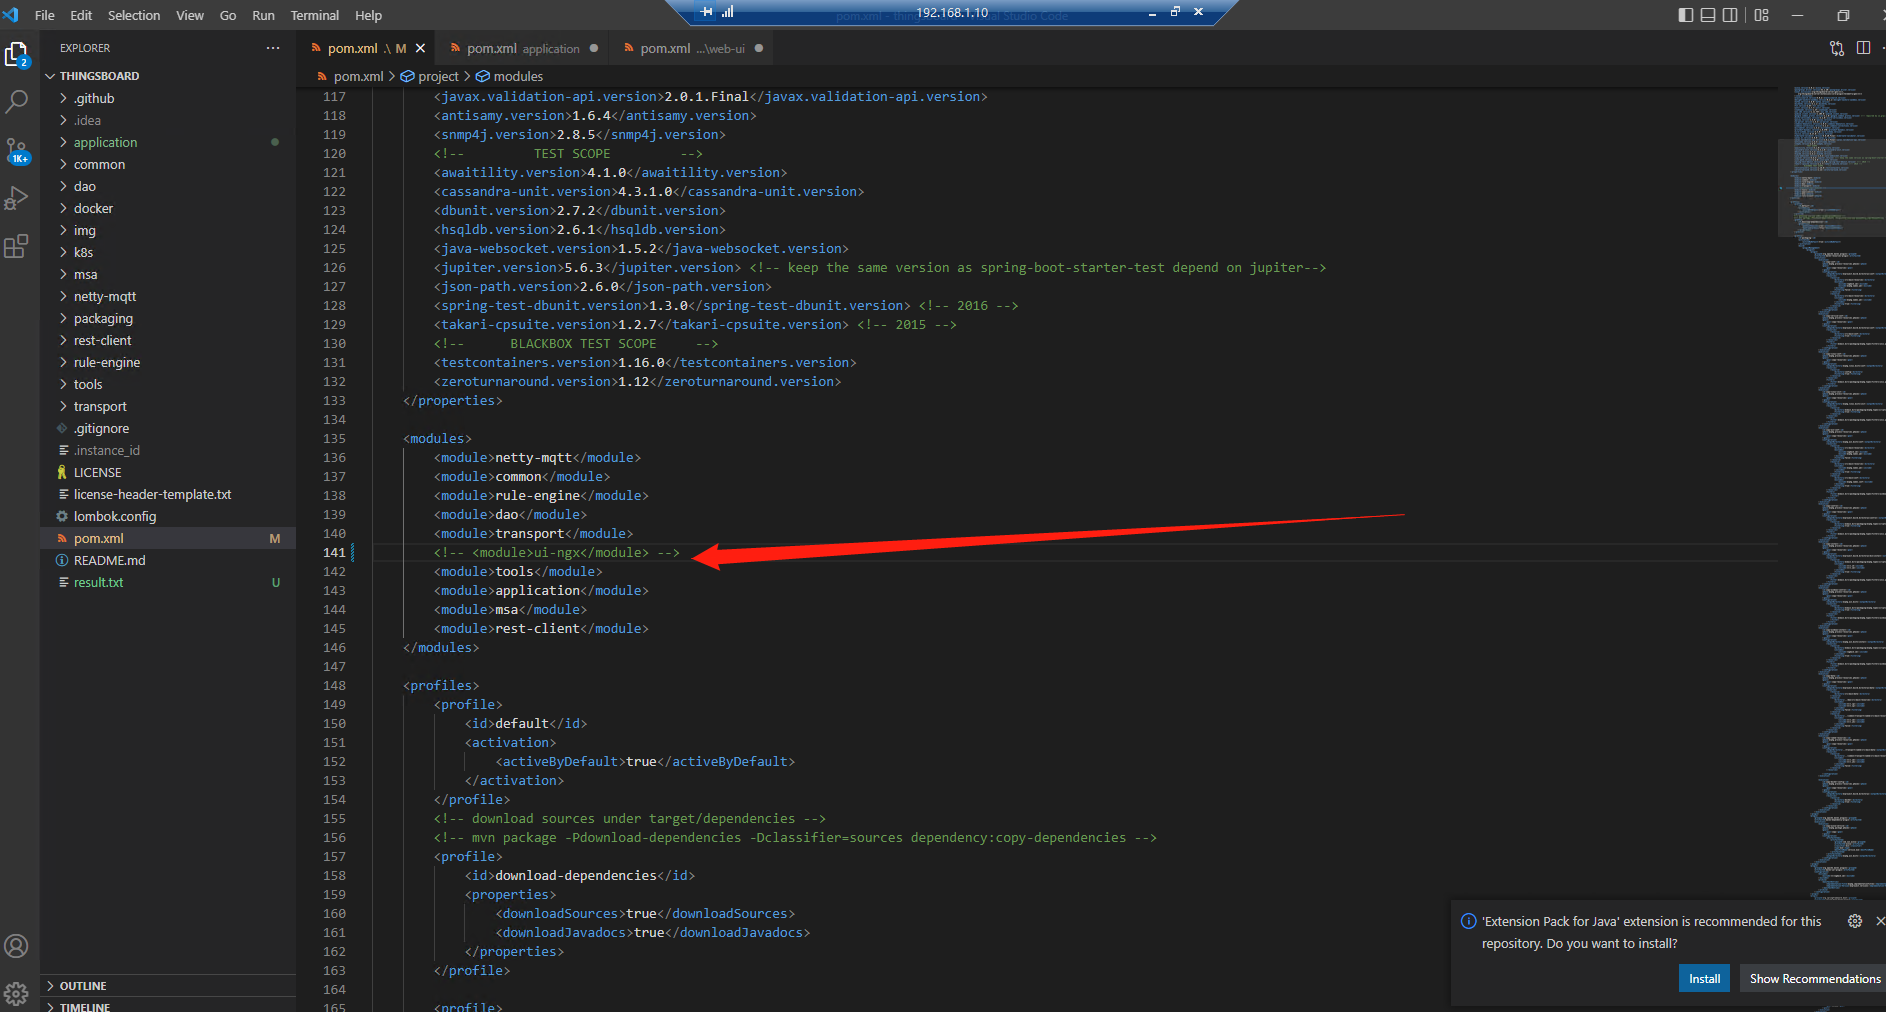 File Edit Selection View Go Run Terminal Help
192.168.1.10
EXPLORER
THINGSBOARD
.github
.idea
application
common
dao
docker
img
k8s
msa
netty-mqtt
packaging
rest-client
rule-engine
tools
transport
.gitignore
.instance_id
LICENSE
license-header-template.txt
lombok.config
pom.xml M
README.md
result.txt U
OUTLINE
TIMELINE
2
1K+
pom.xml .\ M
pom.xml application
pom.xml ...\web-ui
pom.xml > project > modules
117 <javax.validation-api.version>2.0.1.Final</javax.validation-api.version>
118 <antisamy.version>1.6.4</antisamy.version>
119 <snmp4j.version>2.8.5</snmp4j.version>
120 <!-- TEST SCOPE -->
121 <awaitility.version>4.1.0</awaitility.version>
122 <cassandra-unit.version>4.3.1.0</cassandra-unit.version>
123 <dbunit.version>2.7.2</dbunit.version>
124 <hsqldb.version>2.6.1</hsqldb.version>
125 <java-websocket.version>1.5.2</java-websocket.version>
126 <jupiter.version>5.6.3</jupiter.version> <!-- keep the same version as spring-boot-starter-test depend on jupiter-->
127 <json-path.version>2.6.0</json-path.version>
128 <spring-test-dbunit.version>1.3.0</spring-test-dbunit.version> <!-- 2016 -->
129 <takari-cpsuite.version>1.2.7</takari-cpsuite.version> <!-- 2015 -->
130 <!-- BLACKBOX TEST SCOPE -->
131 <testcontainers.version>1.16.0</testcontainers.version>
132 <zeroturnaround.version>1.12</zeroturnaround.version>
133 </properties>
134
135 <modules>
136 <module>netty-mqtt</module>
137 <module>common</module>
138 <module>rule-engine</module>
139 <module>dao</module>
140 <module>transport</module>
141 <!-- <module>ui-ngx</module> -->
142 <module>tools</module>
143 <module>application</module>
144 <module>msa</module>
145 <module>rest-client</module>
146 </modules>
147
148 <profiles>
149 <profile>
150 <id>default</id>
151 <activation>
152 <activeByDefault>true</activeByDefault>
153 </activation>
154 </profile>
155 <!-- download sources under target/dependencies -->
156 <!-- mvn package -Pdownload-dependencies -Dclassifier=sources dependency:copy-dependencies -->
157 <profile>
158 <id>download-dependencies</id>
159 <properties>
160 <downloadSources>true</downloadSources>
161 <downloadJavadocs>true</downloadJavadocs>
162 </properties>
163 </profile>
164
165 <profile>
'Extension Pack for Java' extension is recommended for this
repository. Do you want to install?
Install
Show Recommendations